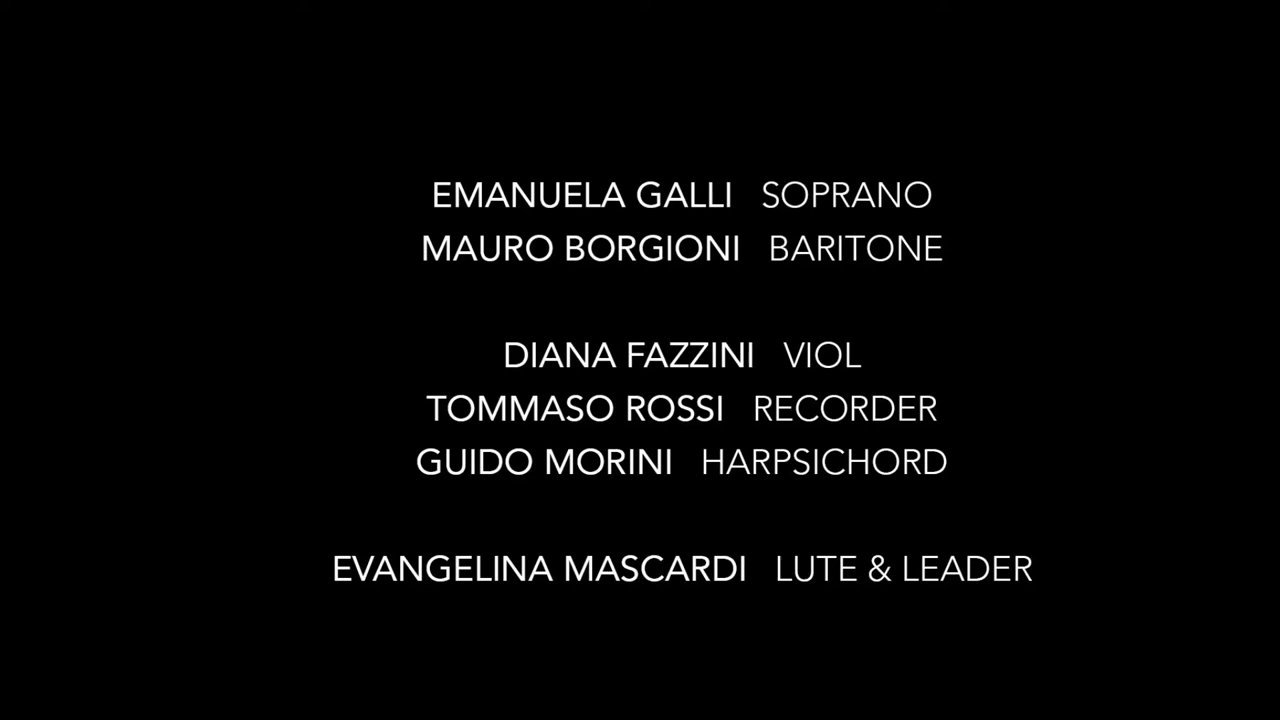 EMANUELA GALLI SOPRANO
MAURO BORGIONI BARITONE
DIANA FAZZINI VIOL
TOMMASO ROSSI RECORDER
GUIDO MORINI HARPSICHORD
EVANGELINA MASCARDI LUTE & LEADER